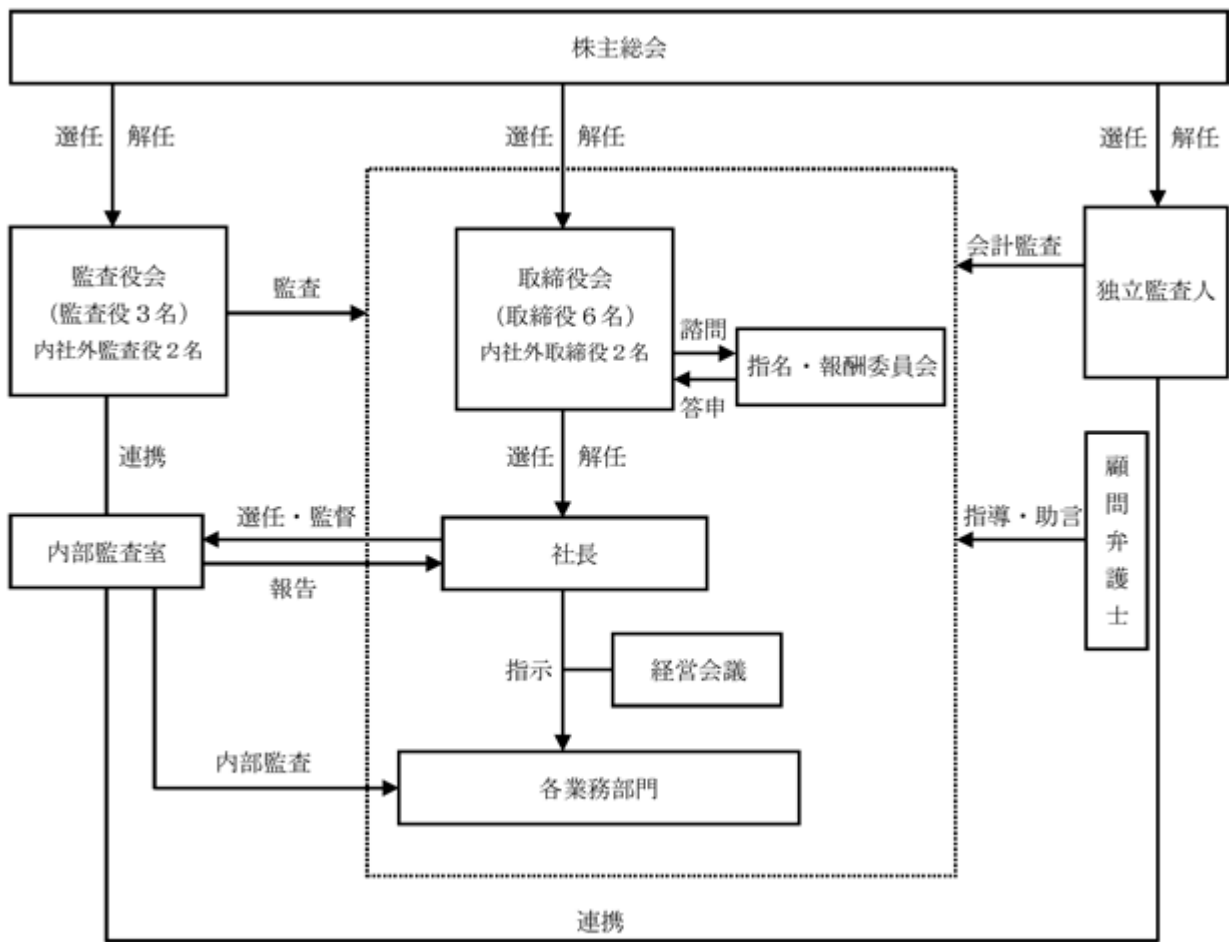 株主総会
選任 解任
選任 解任
選任 解任
監査役会
(監査役3名)
内社外監査役2名
監査
取締役会
(取締役6名)
内社外取締役2名
諮問
答申
指名・報酬委員会
会計監査
独立監査人
連携
選任 解任
顧問弁護士
指導・助言
内部監査室
選任・監督
報告
社長
指示
経営会議
内部監査
各業務部門
連携